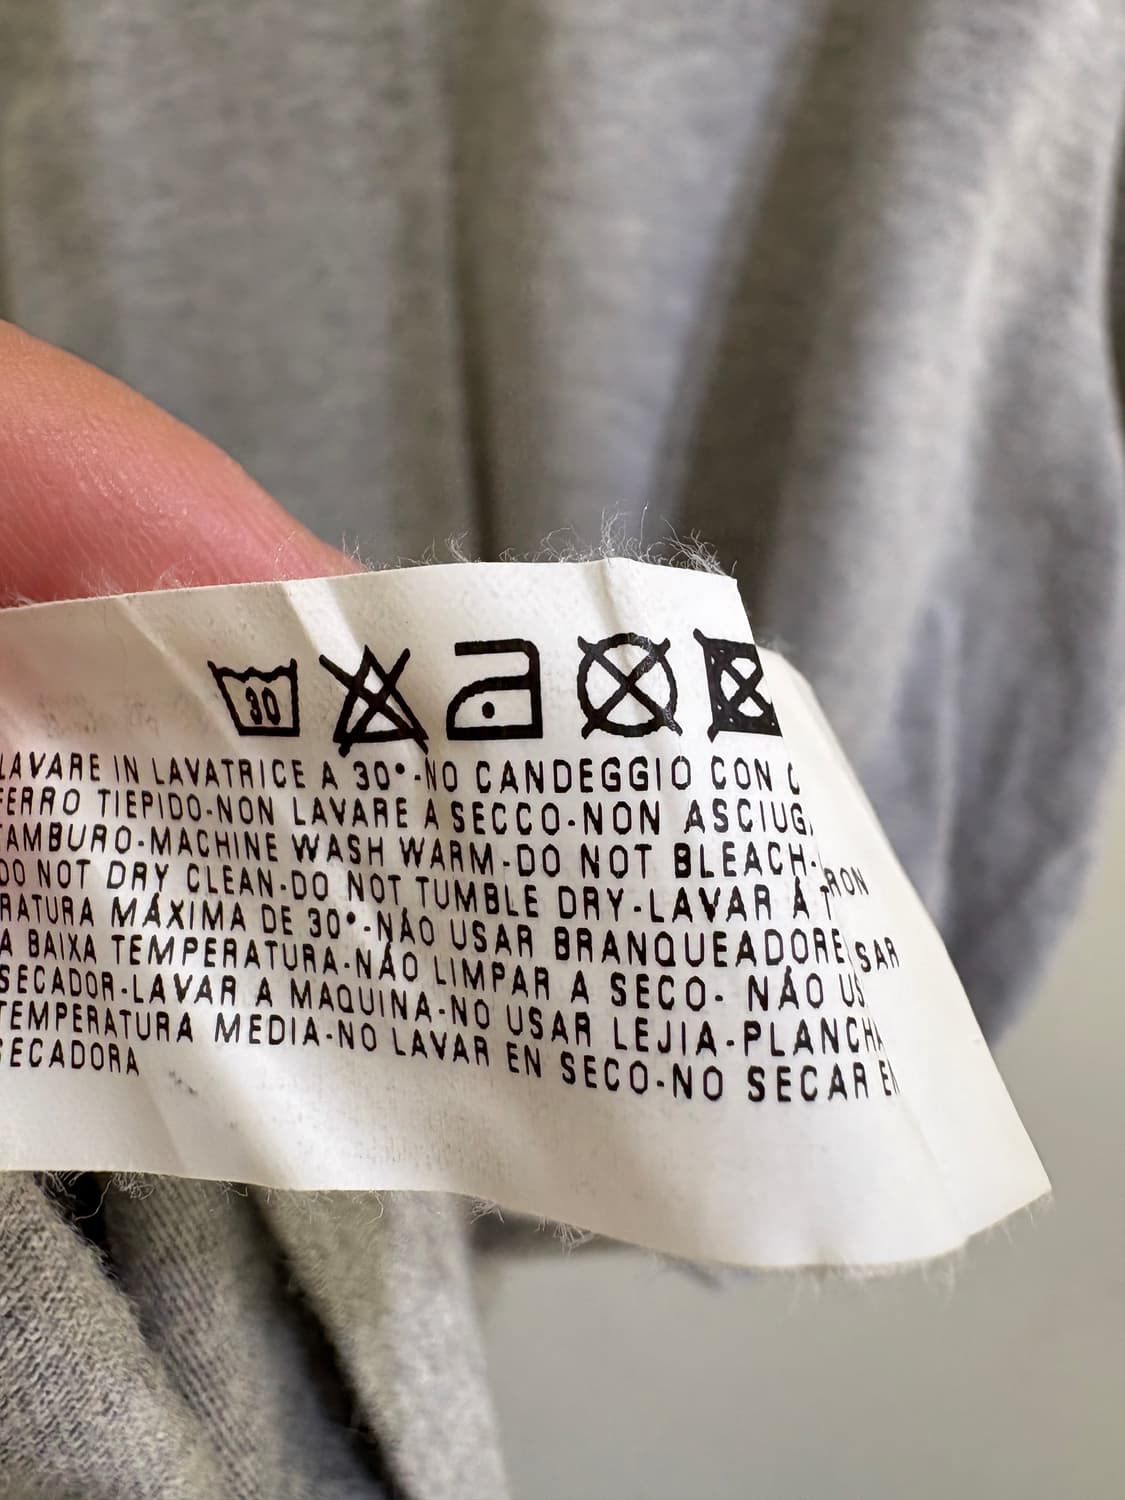 30
LAVARE IN LAVATRICE A 30°-NO CANDEGGIO CON
FERRO TIEPIDO-NON LAVARE A SECCO-NON ASCIUG
TAMBURO-MACHINE WASH WARM-DO NOT BLEACH- IRON
DO NOT DRY CLEAN-DO NOT TUMBLE DRY-LAVAR À T
RATURA MÁXIMA DE 30°-NÃO USAR BRANQUEADORE SAR
A BAIXA TEMPERATURA-NÃO LIMPAR A SECO- NÃO US
SECADOR-LAVAR A MAQUINA-NO USAR LEJIA-PLANCHA
TEMPERATURA MEDIA-NO LAVAR EN SECO-NO SECAR EN
SECADORA